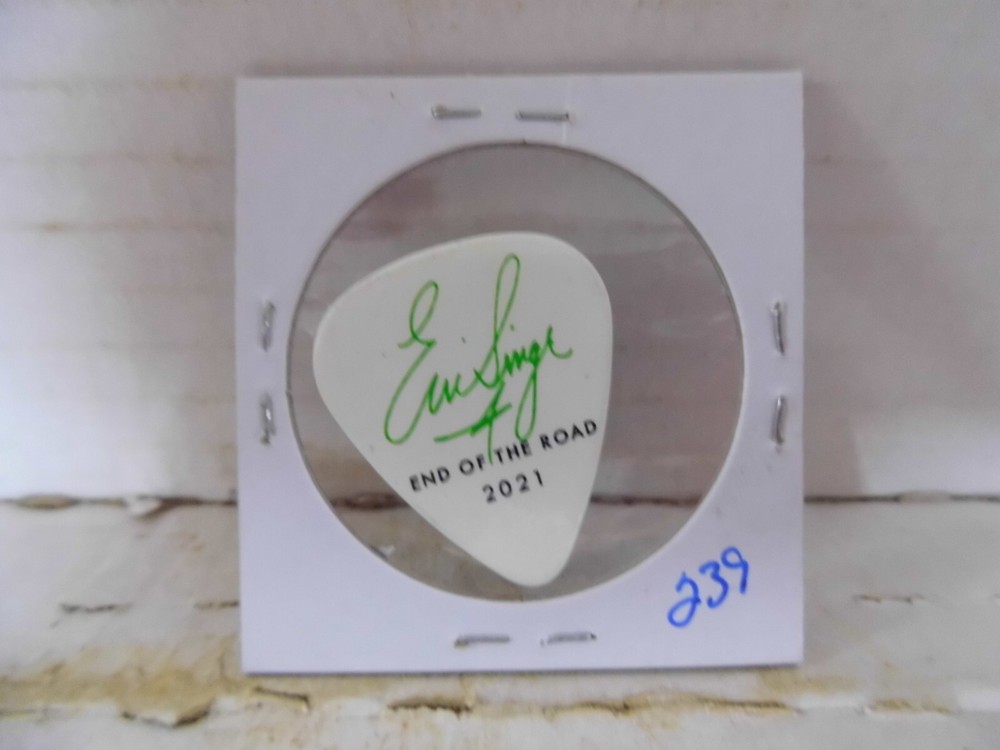 Eric Singer
END OF THE ROAD
2021
239